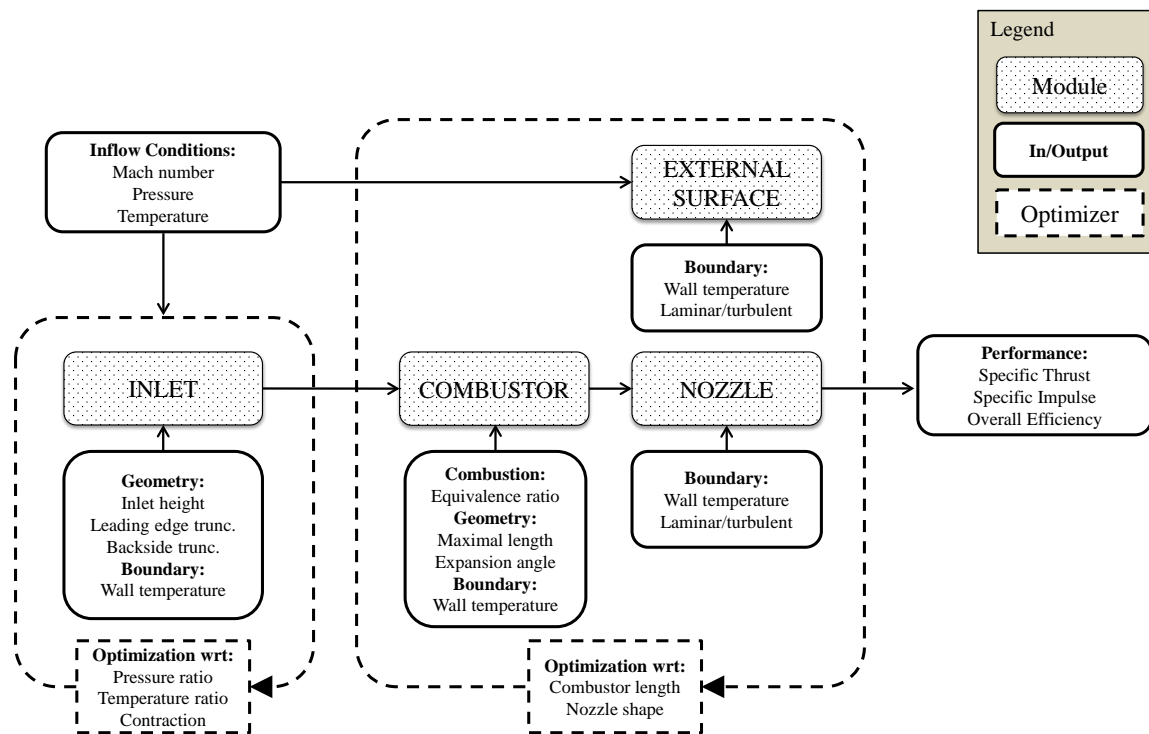 Legend
Module
In/Output
Optimizer
Inflow Conditions:
Mach number
Pressure
Temperature
EXTERNAL
SURFACE
Boundary:
Wall temperature
Laminar/turbulent
INLET
COMBUSTOR
NOZZLE
Performance:
Specific Thrust
Specific Impulse
Overall Efficiency
Geometry:
Inlet height
Leading edge trunc.
Backside trunc.
Boundary:
Wall temperature
Combustion:
Equivalence ratio
Geometry:
Maximal length
Expansion angle
Boundary:
Wall temperature
Boundary:
Wall temperature
Laminar/turbulent
Optimization wrt:
Pressure ratio
Temperature ratio
Contraction
Optimization wrt:
Combustor length
Nozzle shape